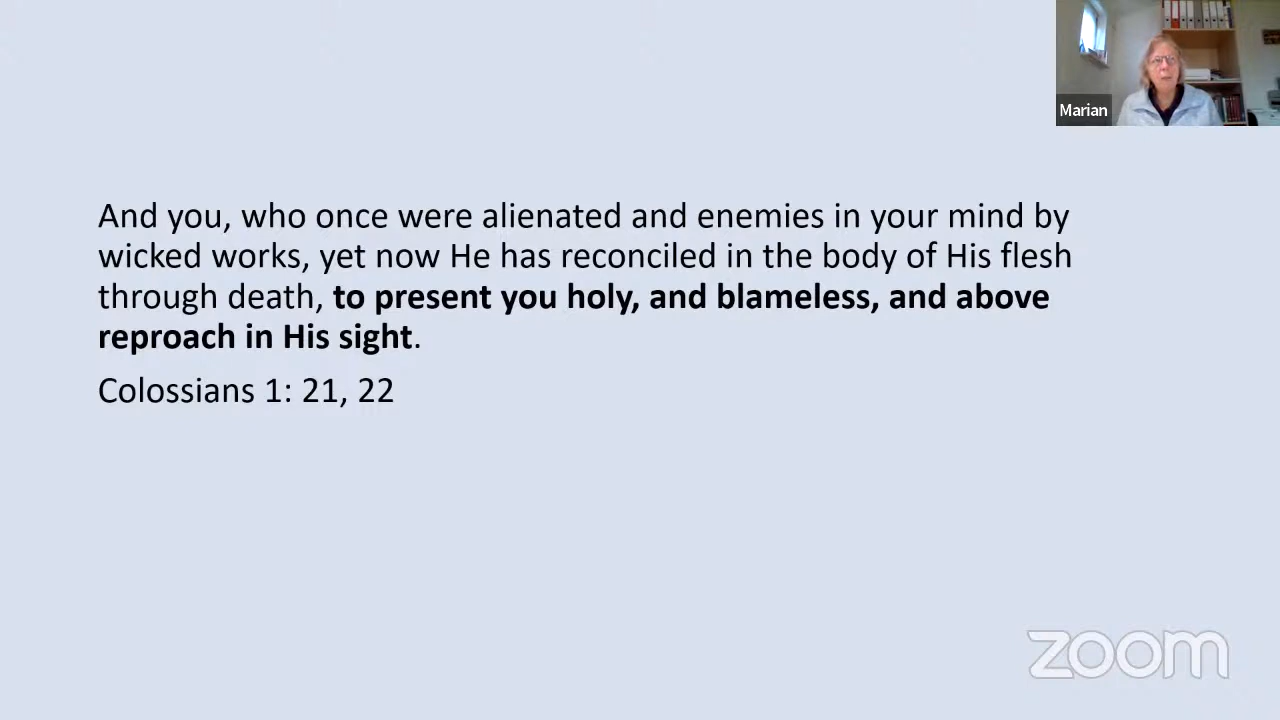 Marian
And you, who once were alienated and enemies in your mind by
wicked works, yet now He has reconciled in the body of His flesh
through death, to present you holy, and blameless, and above
reproach in His sight.
Colossians 1: 21, 22
zoom